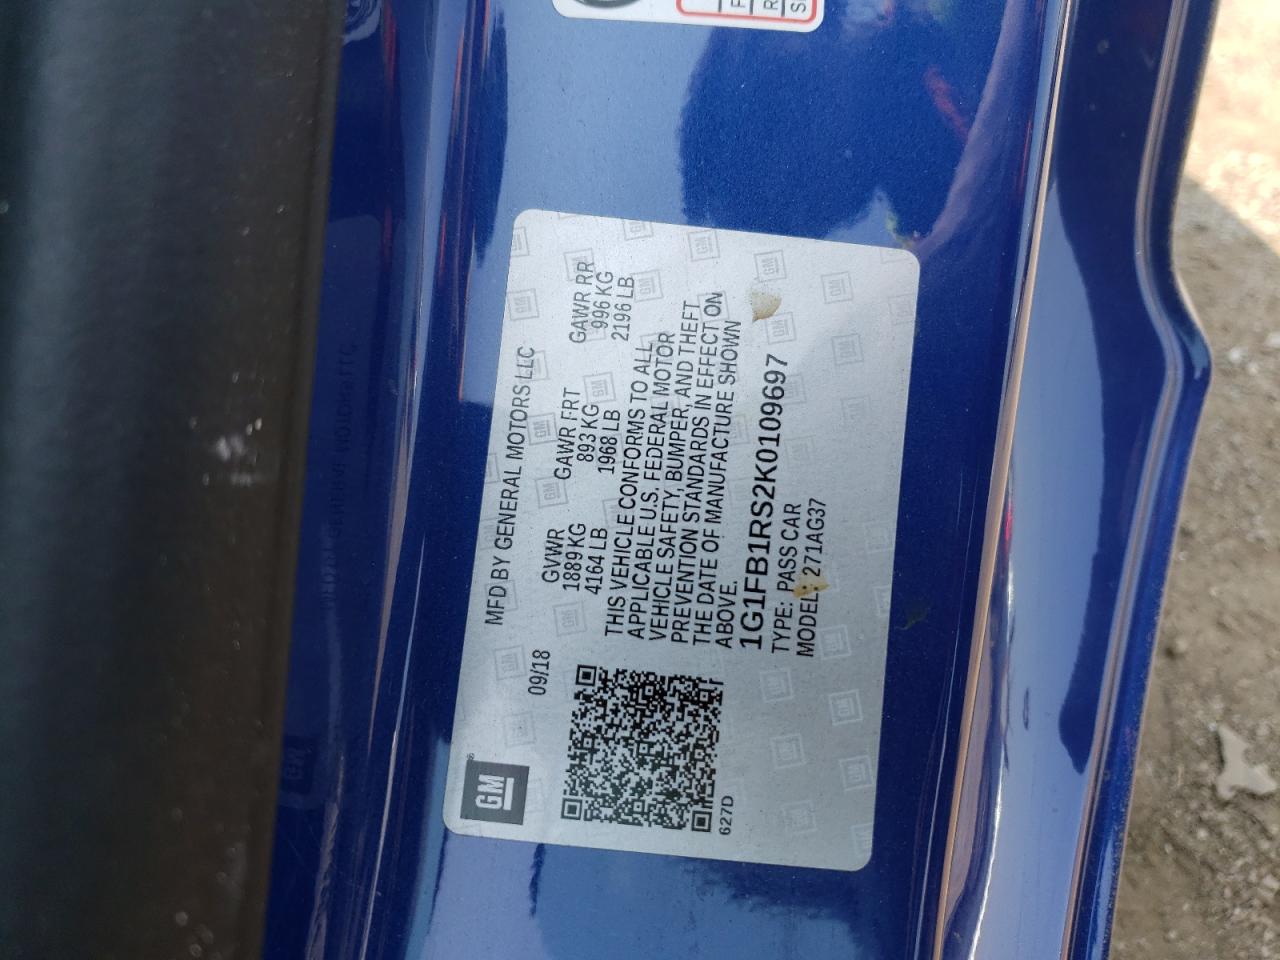 GM
MFD BY GENERAL MOTORS LLC
09/18
GVWR GAWR FRT GAWR RR
1889 KG 893 KG 996 KG
4164 LB 1968 LB 2196 LB
THIS VEHICLE CONFORMS TO ALL
APPLICABLE U.S. FEDERAL MOTOR
VEHICLE SAFETY, BUMPER, AND THEFT
PREVENTION STANDARDS IN EFFECT ON
THE DATE OF MANUFACTURE SHOWN
ABOVE.
1G1FB1RS2K0109697
TYPE: PASS CAR
MODEL: 271AG37
627D